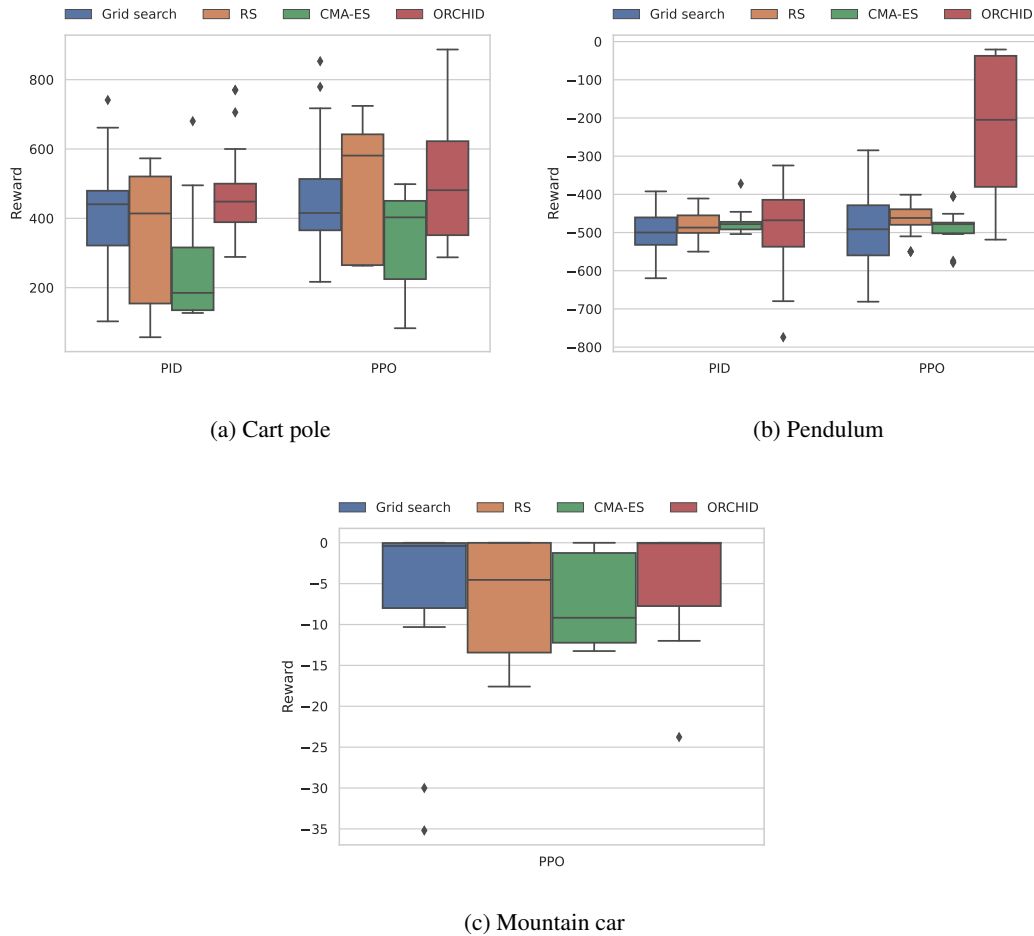 Grid search RS CMA-ES ORCHID
800
600
400
200
Reward
PID PPO
(a) Cart pole
Grid search RS CMA-ES ORCHID
0
−100
−200
−300
−400
−500
−600
−700
−800
Reward
PID PPO
(b) Pendulum
Grid search RS CMA-ES ORCHID
0
−5
−10
−15
−20
−25
−30
−35
Reward
PPO
(c) Mountain car